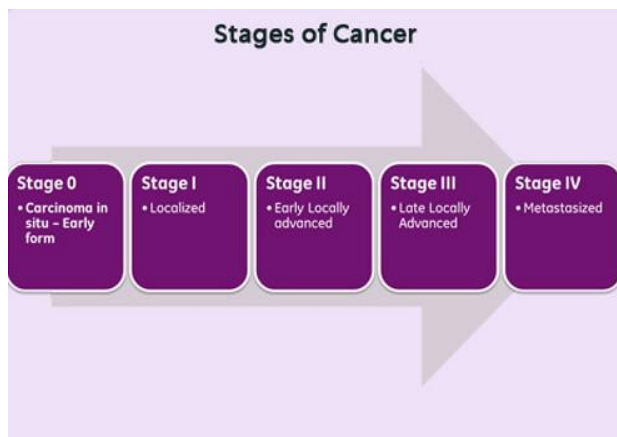 Stages of Cancer
Stage 0
• Carcinoma in
situ – Early
form
Stage I
• Localized
Stage II
• Early Locally
advanced
Stage III
• Late Locally
Advanced
Stage IV
• Metastasized